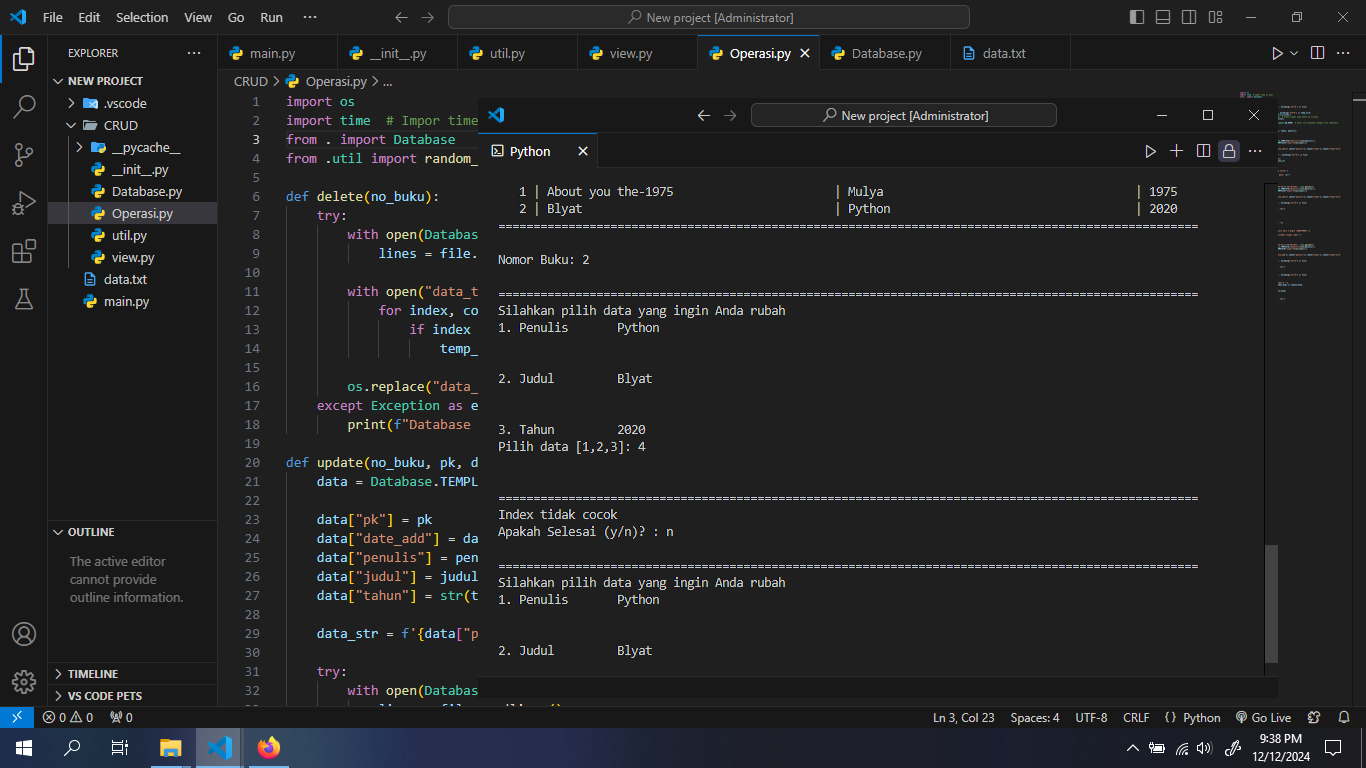 File Edit Selection View Go Run ···
New project [Administrator]
EXPLORER ···
main.py __init__.py util.py view.py Operasi.py Database.py data.txt
CRUD > Operasi.py > ...
NEW PROJECT
.vscode
CRUD
__pycache__
__init__.py
Database.py
Operasi.py
util.py
view.py
data.txt
main.py
OUTLINE
The active editor
cannot provide
outline information.
TIMELINE
VS CODE PETS
1 import os
2 import time # Impor time
3 from . import Database
4 from .util import random_
5
6 def delete(no_buku):
7 try:
8 with open(Databas
9 lines = file.
10
11 with open("data_t
12 for index, co
13 if index
14 temp_
15
16 os.replace("data_
17 except Exception as e
18 print(f"Database
19
20 def update(no_buku, pk, d
21 data = Database.TEMPL
22
23 data["pk"] = pk
24 data["date_add"] = da
25 data["penulis"] = pen
26 data["judul"] = judul
27 data["tahun"] = str(t
28
29 data_str = f'{data["p
30
31 try:
32 with open(Databas
New project [Administrator]
Python
1 | About you the-1975 | Mulya | 1975
2 | Blyat | Python | 2020
====================================================================================================
Nomor Buku: 2
====================================================================================================
Silahkan pilih data yang ingin Anda rubah
1. Penulis Python
2. Judul Blyat
3. Tahun 2020
Pilih data [1,2,3]: 4
====================================================================================================
Index tidak cocok
Apakah Selesai (y/n)? : n
====================================================================================================
Silahkan pilih data yang ingin Anda rubah
1. Penulis Python
2. Judul Blyat
0 0 0 Ln 3, Col 23 Spaces: 4 UTF-8 CRLF {} Python Go Live
9:38 PM
12/12/2024